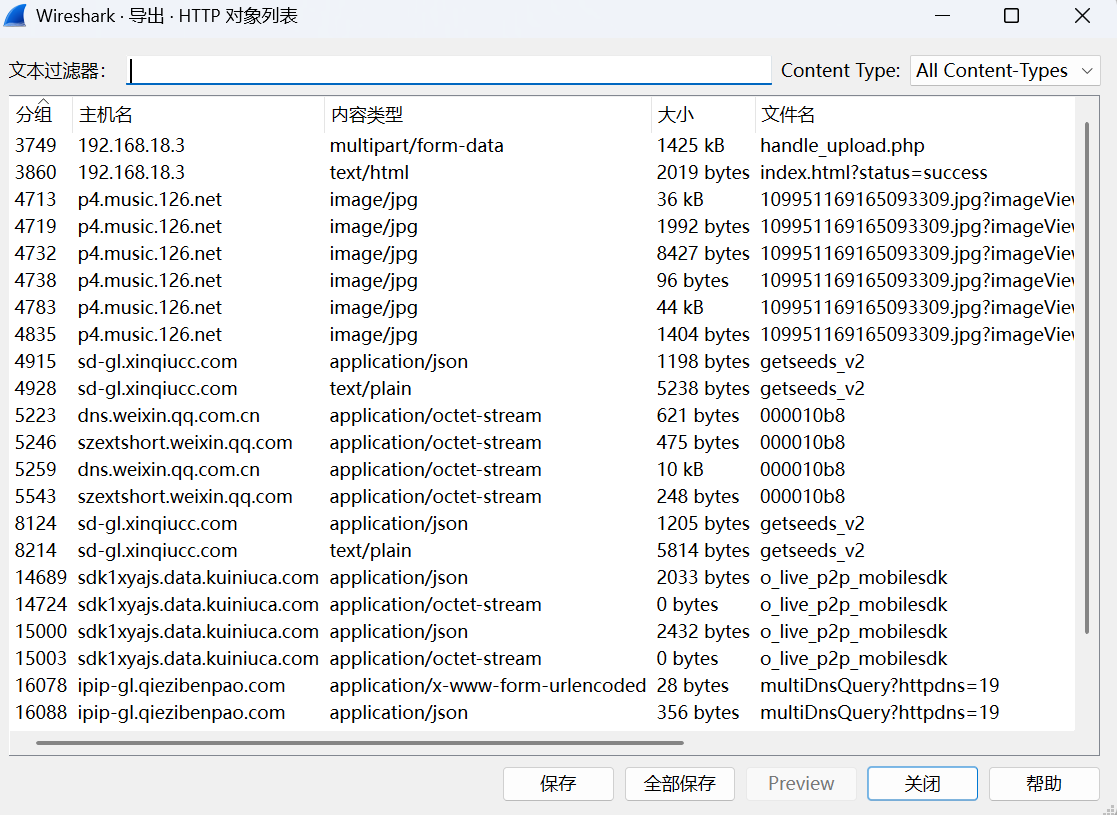 Wireshark · 导出 · HTTP 对象列表
文本过滤器： Content Type: All Content-Types
分组 主机名 内容类型 大小 文件名
3749 192.168.18.3 multipart/form-data 1425 kB handle_upload.php
3860 192.168.18.3 text/html 2019 bytes index.html?status=success
4713 p4.music.126.net image/jpg 36 kB 109951169165093309.jpg?imageView
4719 p4.music.126.net image/jpg 1992 bytes 109951169165093309.jpg?imageView
4732 p4.music.126.net image/jpg 8427 bytes 109951169165093309.jpg?imageView
4738 p4.music.126.net image/jpg 96 bytes 109951169165093309.jpg?imageView
4783 p4.music.126.net image/jpg 44 kB 109951169165093309.jpg?imageView
4835 p4.music.126.net image/jpg 1404 bytes 109951169165093309.jpg?imageView
4915 sd-gl.xinqiucc.com application/json 1198 bytes getseeds_v2
4928 sd-gl.xinqiucc.com text/plain 5238 bytes getseeds_v2
5223 dns.weixin.qq.com.cn application/octet-stream 621 bytes 000010b8
5246 szextshort.weixin.qq.com application/octet-stream 475 bytes 000010b8
5259 dns.weixin.qq.com.cn application/octet-stream 10 kB 000010b8
5543 szextshort.weixin.qq.com application/octet-stream 248 bytes 000010b8
8124 sd-gl.xinqiucc.com application/json 1205 bytes getseeds_v2
8214 sd-gl.xinqiucc.com text/plain 5814 bytes getseeds_v2
14689 sdk1xyajs.data.kuiniuca.com application/json 2033 bytes o_live_p2p_mobilesdk
14724 sdk1xyajs.data.kuiniuca.com application/octet-stream 0 bytes o_live_p2p_mobilesdk
15000 sdk1xyajs.data.kuiniuca.com application/json 2432 bytes o_live_p2p_mobilesdk
15003 sdk1xyajs.data.kuiniuca.com application/octet-stream 0 bytes o_live_p2p_mobilesdk
16078 ipip-gl.qiezibenpao.com application/x-www-form-urlencoded 28 bytes multiDnsQuery?httpdns=19
16088 ipip-gl.qiezibenpao.com application/json 356 bytes multiDnsQuery?httpdns=19
保存 全部保存 Preview 关闭 帮助